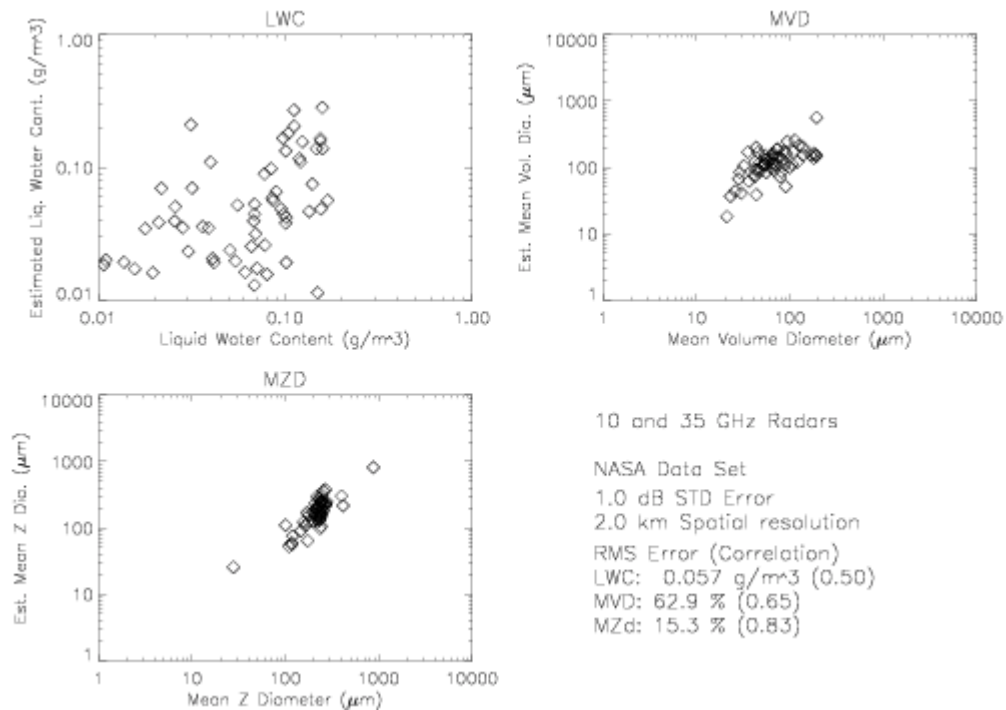 LWC
Estimated Liq. Water Cont. (g/m^3)
1.00
0.10
0.01
0.01
0.10
1.00
Liquid Water Content (g/m^3)
MVD
Est. Mean Vol. Dia. (μm)
10000
1000
100
10
1
1
10
100
1000
10000
Mean Volume Diameter (μm)
MZD
Est. Mean Z Dia. (μm)
10000
1000
100
10
1
1
10
100
1000
10000
Mean Z Diameter (μm)
10 and 35 GHz Radars
NASA Data Set
1.0 dB STD Error
2.0 km Spatial resolution
RMS Error (Correlation)
LWC: 0.057 g/m^3 (0.50)
MVD: 62.9 % (0.65)
MZd: 15.3 % (0.83)